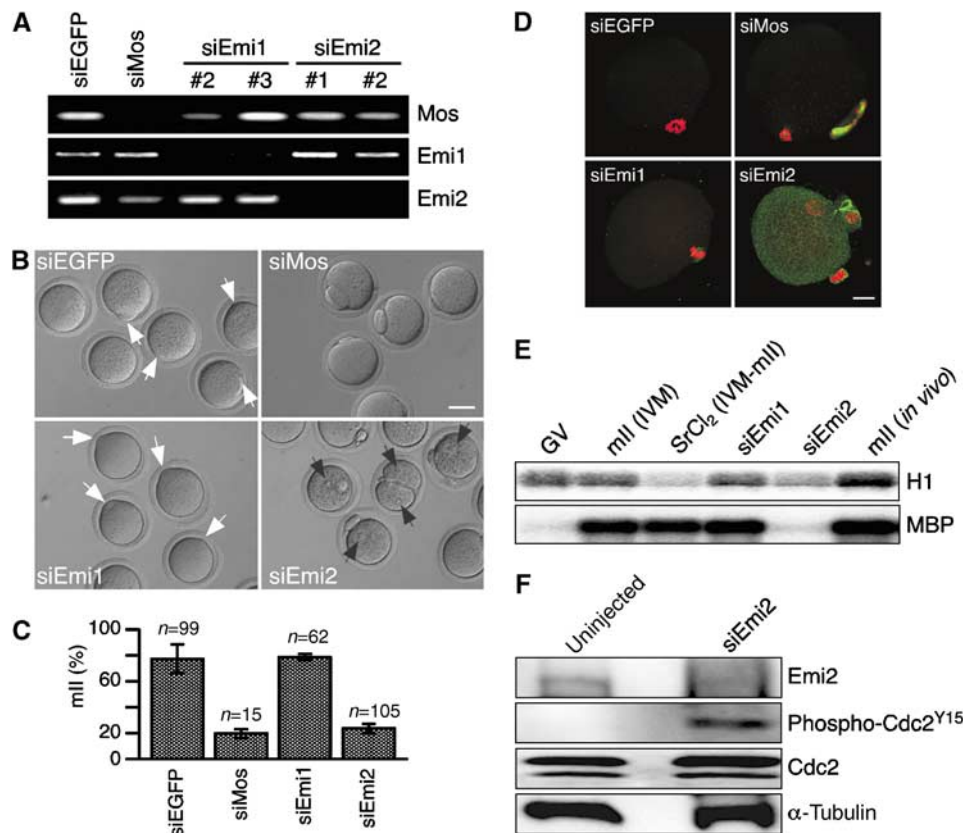 A
siEGFP
siMos
siEmi1
siEmi2
#2 #3 #1 #2
Mos
Emi1
Emi2
B
siEGFP
siMos
siEmi1
siEmi2
C
mII (%)
100
80
60
40
20
0
n=99
n=15
n=62
n=105
siEGFP
siMos
siEmi1
siEmi2
D
siEGFP
siMos
siEmi1
siEmi2
E
GV
mII (IVM)
SrCl2 (IVM-mII)
siEmi1
siEmi2
mII (in vivo)
H1
MBP
F
Uninjected
siEmi2
Emi2
Phospho-Cdc2Y15
Cdc2
α-Tubulin